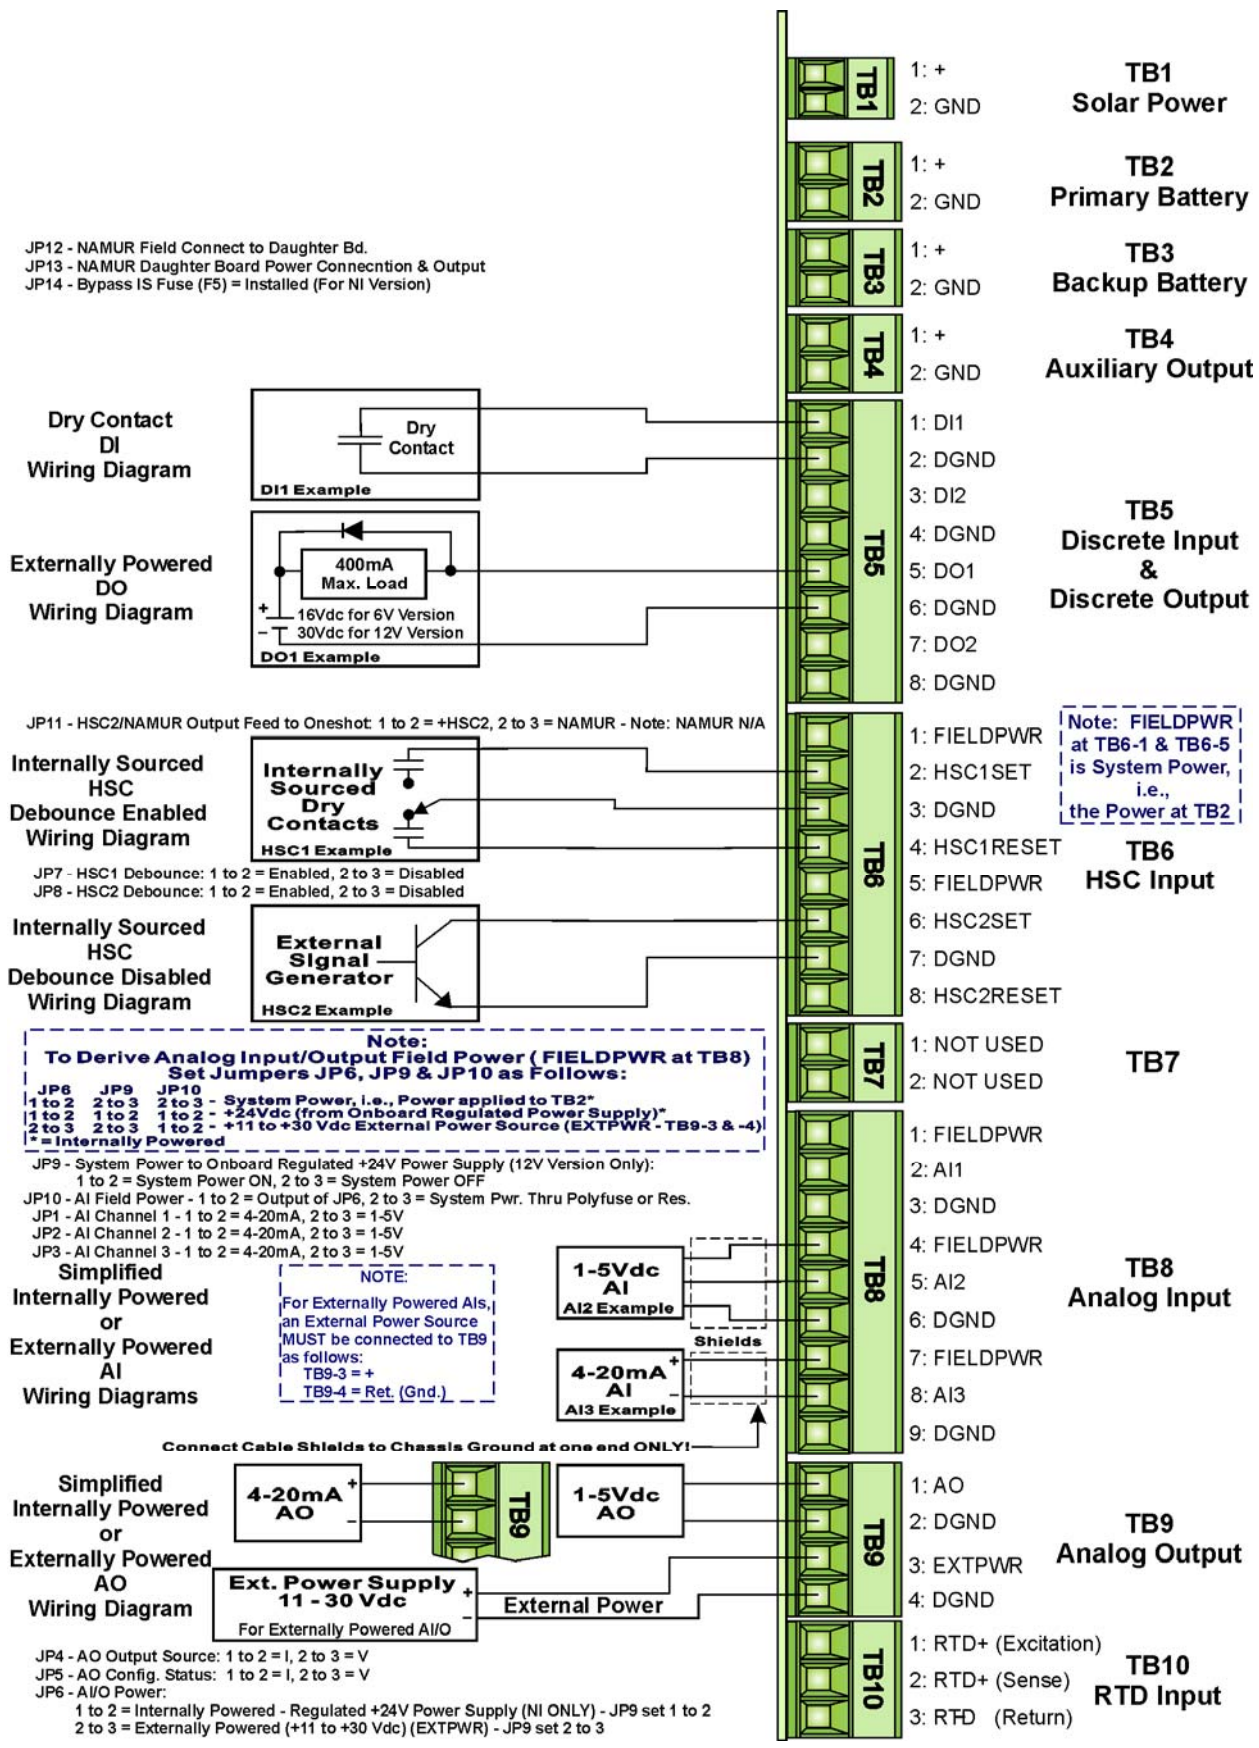 TB1
1: +
2: GND
TB1
Solar Power
TB2
1: +
2: GND
TB2
Primary Battery
JP12 - NAMUR Field Connect to Daughter Bd.
JP13 - NAMUR Daughter Board Power Connecntion & Output
JP14 - Bypass IS Fuse (F5) = Installed (For NI Version)
TB3
1: +
2: GND
TB3
Backup Battery
TB4
1: +
2: GND
TB4
Auxiliary Output
Dry Contact
DI
Wiring Diagram
Dry
Contact
DI1 Example
Externally Powered
DO
Wiring Diagram
400mA
Max. Load
+
16Vdc for 6V Version
–
30Vdc for 12V Version
DO1 Example
TB5
1: DI1
2: DGND
3: DI2
4: DGND
5: DO1
6: DGND
7: DO2
8: DGND
TB5
Discrete Input
&
Discrete Output
JP11 - HSC2/NAMUR Output Feed to Oneshot: 1 to 2 = +HSC2, 2 to 3 = NAMUR - Note: NAMUR N/A
Internally Sourced
HSC
Debounce Enabled
Wiring Diagram
Internally
Sourced
Dry
Contacts
HSC1 Example
JP7 - HSC1 Debounce: 1 to 2 = Enabled, 2 to 3 = Disabled
JP8 - HSC2 Debounce: 1 to 2 = Enabled, 2 to 3 = Disabled
Internally Sourced
HSC
Debounce Disabled
Wiring Diagram
External
Signal
Generator
HSC2 Example
TB6
1: FIELDPWR
2: HSC1SET
3: DGND
4: HSC1RESET
5: FIELDPWR
6: HSC2SET
7: DGND
8: HSC2RESET
Note: FIELDPWR
at TB6-1 & TB6-5
is System Power,
i.e.,
the Power at TB2
TB6
HSC Input
Note:
To Derive Analog Input/Output Field Power ( FIELDPWR at TB8)
Set Jumpers JP6, JP9 & JP10 as Follows:
JP6 JP9 JP10
1 to 2 2 to 3 2 to 3 - System Power, i.e., Power applied to TB2*
1 to 2 1 to 2 1 to 2 - +24Vdc (from Onboard Regulated Power Supply)*
2 to 3 2 to 3 1 to 2 - +11 to +30 Vdc External Power Source (EXTPWR - TB9-3 & -4)
* = Internally Powered
TB7
1: NOT USED
2: NOT USED
TB7
JP9 - System Power to Onboard Regulated +24V Power Supply (12V Version Only):
1 to 2 = System Power ON, 2 to 3 = System Power OFF
JP10 - AI Field Power - 1 to 2 = Output of JP6, 2 to 3 = System Pwr. Thru Polyfuse or Res.
JP1 - AI Channel 1 - 1 to 2 = 4-20mA, 2 to 3 = 1-5V
JP2 - AI Channel 2 - 1 to 2 = 4-20mA, 2 to 3 = 1-5V
JP3 - AI Channel 3 - 1 to 2 = 4-20mA, 2 to 3 = 1-5V
Simplified
Internally Powered
or
Externally Powered
AI
Wiring Diagrams
NOTE:
For Externally Powered AIs,
an External Power Source
MUST be connected to TB9
as follows:
TB9-3 = +
TB9-4 = Ret. (Gnd.)
1-5Vdc
AI
AI2 Example
Shields
4-20mA
AI
+
–
AI3 Example
Connect Cable Shields to Chassis Ground at one end ONLY!
TB8
1: FIELDPWR
2: AI1
3: DGND
4: FIELDPWR
5: AI2
6: DGND
7: FIELDPWR
8: AI3
9: DGND
TB8
Analog Input
Simplified
Internally Powered
or
Externally Powered
AO
Wiring Diagram
4-20mA
AO
+
–
TB9
1-5Vdc
AO
Ext. Power Supply
11 - 30 Vdc
+
–
For Externally Powered AI/O
External Power
TB9
1: AO
2: DGND
3: EXTPWR
4: DGND
TB9
Analog Output
JP4 - AO Output Source: 1 to 2 = I, 2 to 3 = V
JP5 - AO Config. Status: 1 to 2 = I, 2 to 3 = V
JP6 - AI/O Power:
1 to 2 = Internally Powered - Regulated +24V Power Supply (NI ONLY) - JP9 set 1 to 2
2 to 3 = Externally Powered (+11 to +30 Vdc) (EXTPWR) - JP9 set 2 to 3
TB10
1: RTD+ (Excitation)
2: RTD+ (Sense)
3: RTD- (Return)
TB10
RTD Input